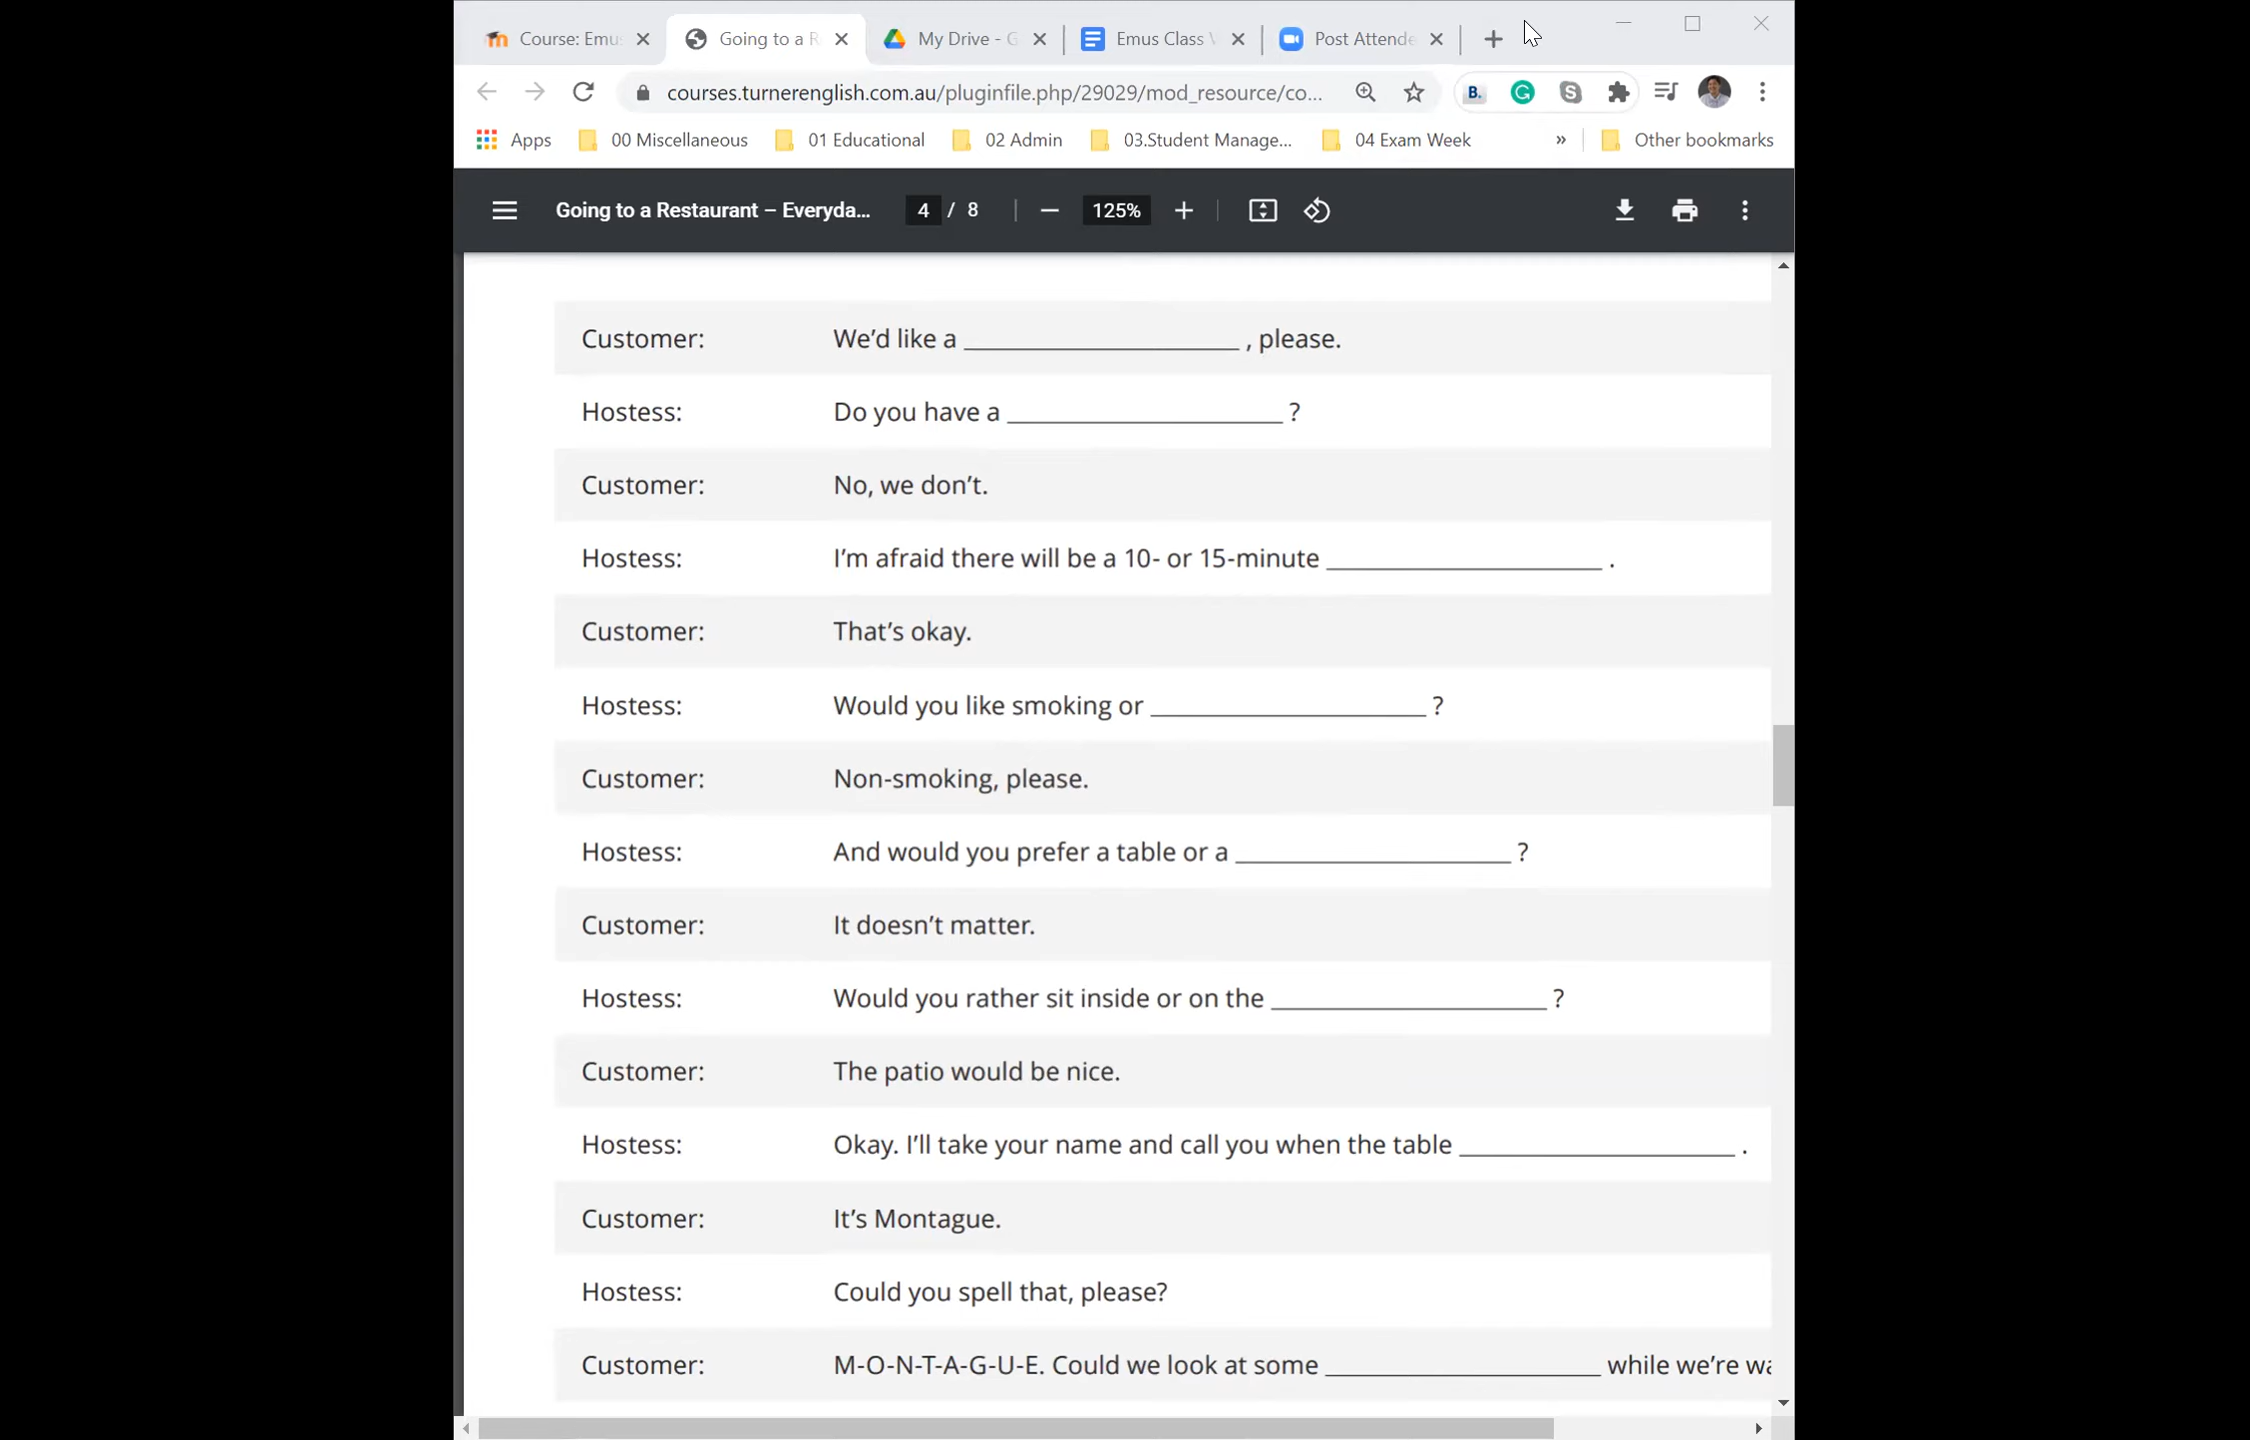 Course: Emus
Going to a R
My Drive - G
Emus Class V
Post Attende
courses.turnerenglish.com.au/pluginfile.php/29029/mod_resource/co...
B.
Apps
00 Miscellaneous
01 Educational
02 Admin
03.Student Manage...
04 Exam Week
»
Other bookmarks
Going to a Restaurant – Everyda...
4 / 8
125%
Customer: We’d like a ____________________ , please.
Hostess: Do you have a ____________________ ?
Customer: No, we don’t.
Hostess: I’m afraid there will be a 10- or 15-minute ____________________ .
Customer: That’s okay.
Hostess: Would you like smoking or ____________________ ?
Customer: Non-smoking, please.
Hostess: And would you prefer a table or a ____________________ ?
Customer: It doesn’t matter.
Hostess: Would you rather sit inside or on the ____________________ ?
Customer: The patio would be nice.
Hostess: Okay. I’ll take your name and call you when the table ____________________ .
Customer: It’s Montague.
Hostess: Could you spell that, please?
Customer: M-O-N-T-A-G-U-E. Could we look at some ____________________ while we’re wa